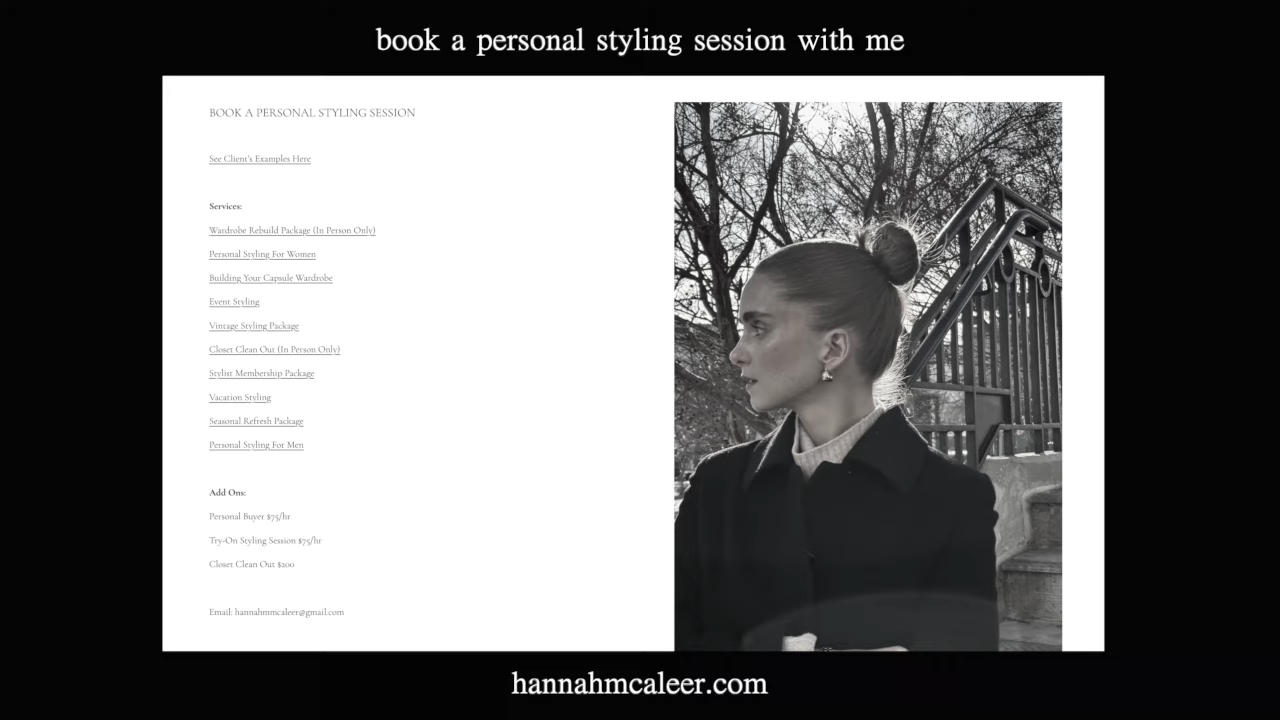 book a personal styling session with me
BOOK A PERSONAL STYLING SESSION
See Client's Examples Here
Services:
Wardrobe Rebuild Package (In Person Only)
Personal Styling For Women
Building Your Capsule Wardrobe
Event Styling
Vintage Styling Package
Closet Clean Out (In Person Only)
Stylist Membership Package
Vacation Styling
Seasonal Refresh Package
Personal Styling For Men
Add Ons:
Personal Buyer $75/hr
Try-On Styling Session $75/hr
Closet Clean Out $200
Email: hannahmmcaleer@gmail.com
hannahmcaleer.com